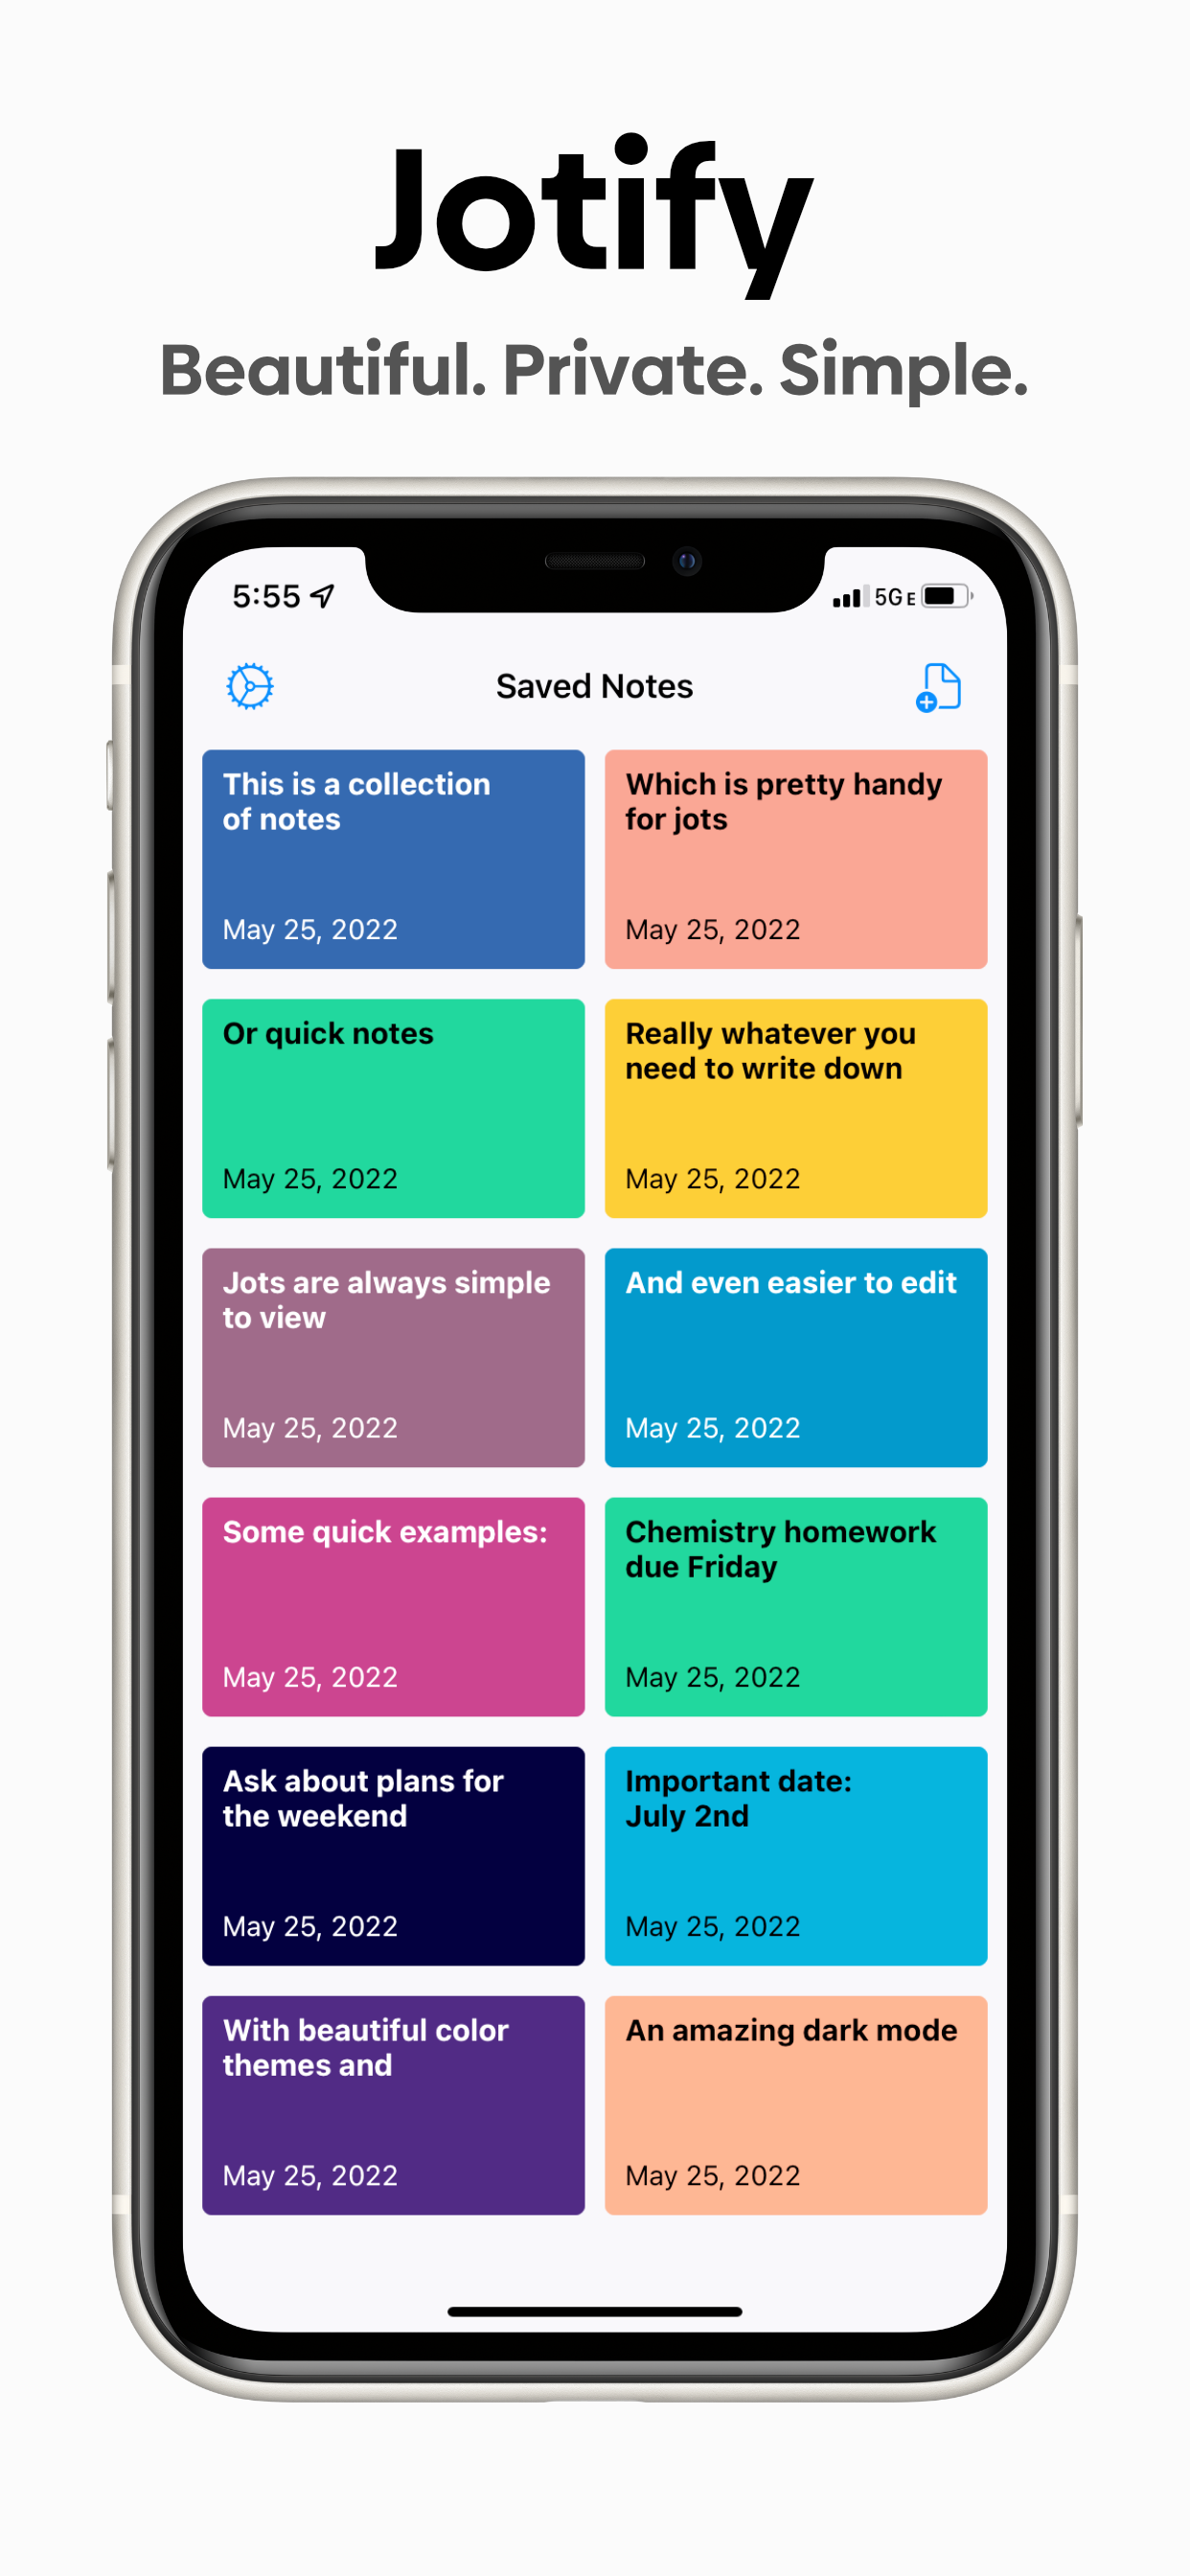 Jotify
Beautiful. Private. Simple.
5:55
5GE
Saved Notes
This is a collection
of notes
May 25, 2022
Which is pretty handy
for jots
May 25, 2022
Or quick notes
May 25, 2022
Really whatever you
need to write down
May 25, 2022
Jots are always simple
to view
May 25, 2022
And even easier to edit
May 25, 2022
Some quick examples:
May 25, 2022
Chemistry homework
due Friday
May 25, 2022
Ask about plans for
the weekend
May 25, 2022
Important date:
July 2nd
May 25, 2022
With beautiful color
themes and
May 25, 2022
An amazing dark mode
May 25, 2022